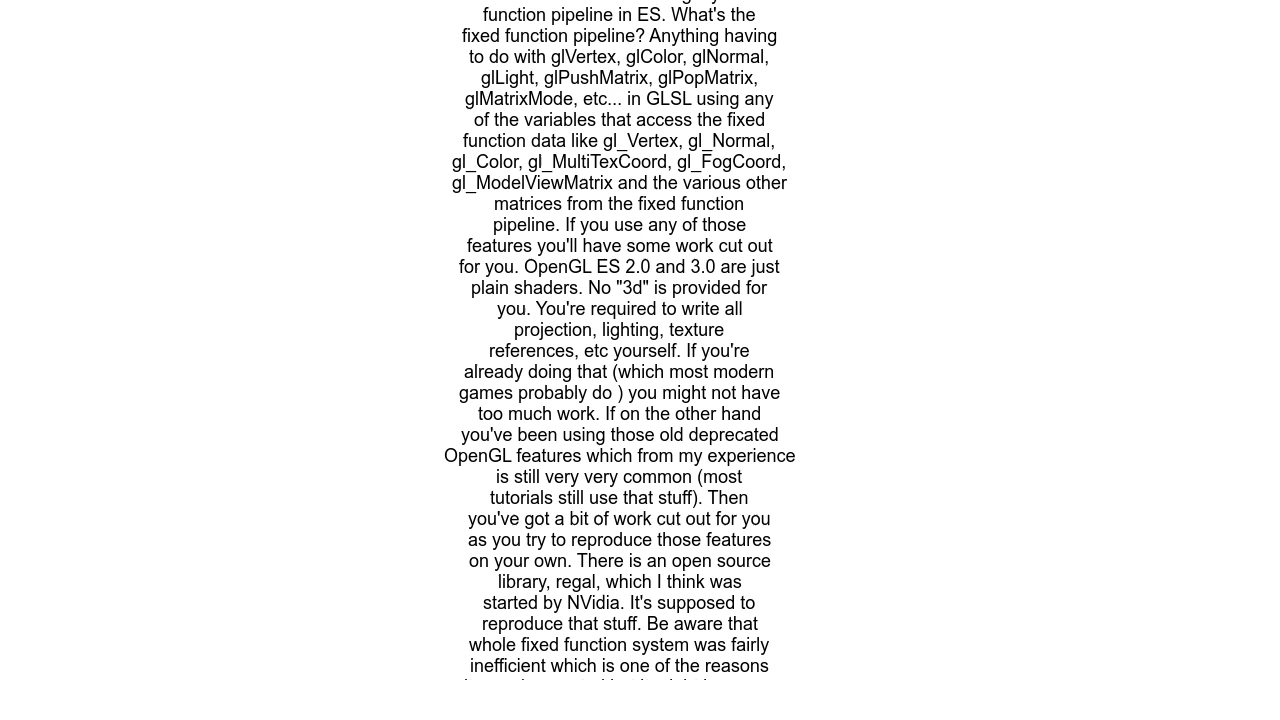 function pipeline in ES. What's the
fixed function pipeline? Anything having
to do with glVertex, glColor, glNormal,
glLight, glPushMatrix, glPopMatrix,
glMatrixMode, etc... in GLSL using any
of the variables that access the fixed
function data like gl_Vertex, gl_Normal,
gl_Color, gl_MultiTexCoord, gl_FogCoord,
gl_ModelViewMatrix and the various other
matrices from the fixed function
pipeline. If you use any of those
features you'll have some work cut out
for you. OpenGL ES 2.0 and 3.0 are just
plain shaders. No "3d" is provided for
you. You're required to write all
projection, lighting, texture
references, etc yourself. If you're
already doing that (which most modern
games probably do ) you might not have
too much work. If on the other hand
you've been using those old deprecated
OpenGL features which from my experience
is still very very common (most
tutorials still use that stuff). Then
you've got a bit of work cut out for you
as you try to reproduce those features
on your own. There is an open source
library, regal, which I think was
started by NVidia. It's supposed to
reproduce that stuff. Be aware that
whole fixed function system was fairly
inefficient which is one of the reasons